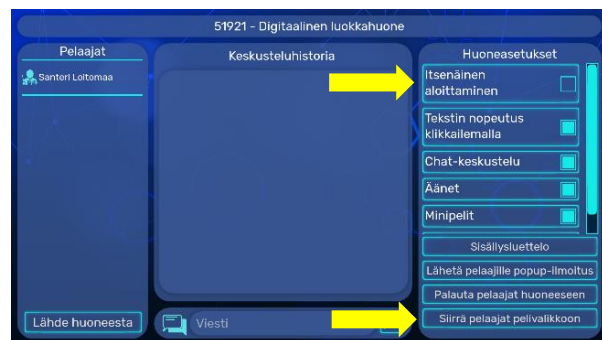 51921 - Digitaalinen luokkahuone
Pelaajat
Santeri Loitomaa
Lähde huoneesta
Keskusteluhistoria
Viesti
Huoneasetukset
Itsenäinen
aloittaminen
Tekstin nopeutus
klikkailemalla
Chat-keskustelu
Äänet
Minipelit
Sisällysluettelo
Lähetä pelaajille popup-ilmoitus
Palauta pelaajat huoneeseen
Siirrä pelaajat pelivalikkoon